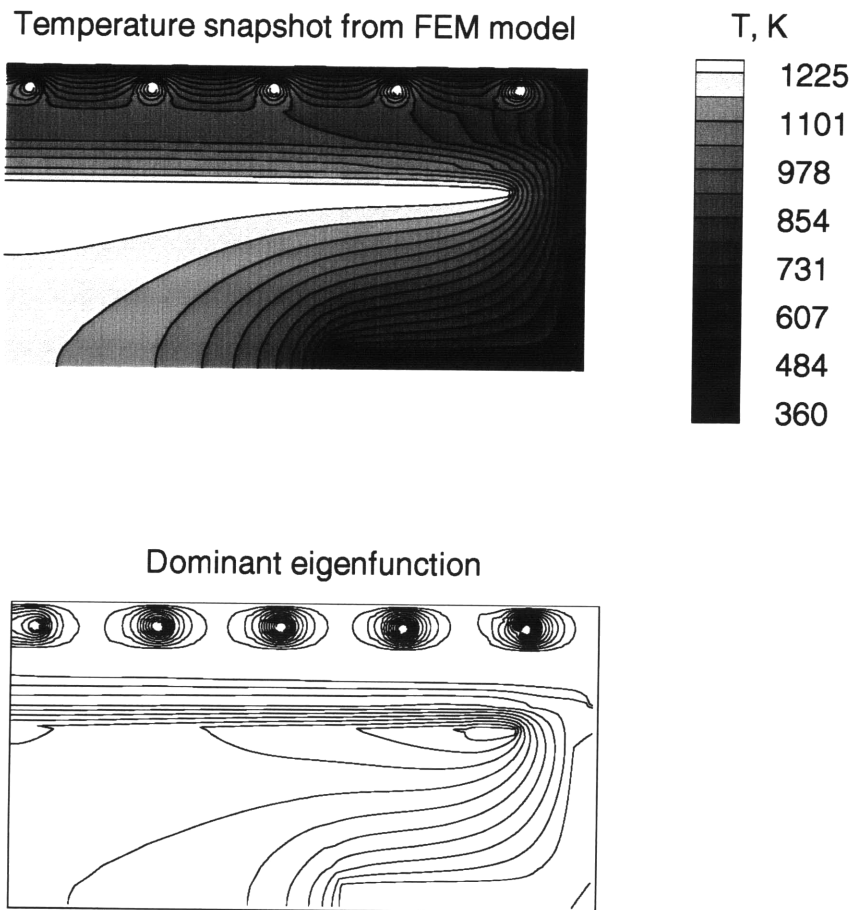 Temperature snapshot from FEM model
T, K
1225
1101
978
854
731
607
484
360
Dominant eigenfunction